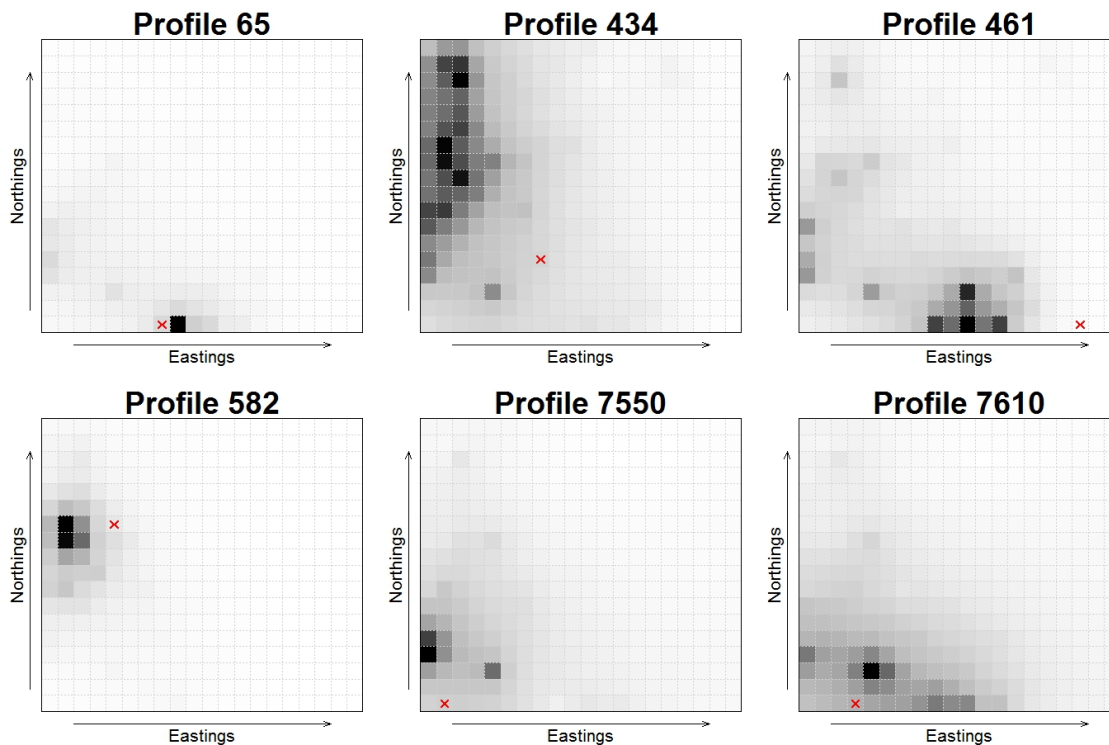 Profile 65
Profile 434
Profile 461
Northings
Northings
Northings
Eastings
Eastings
Eastings
Profile 582
Profile 7550
Profile 7610
Northings
Northings
Northings
Eastings
Eastings
Eastings